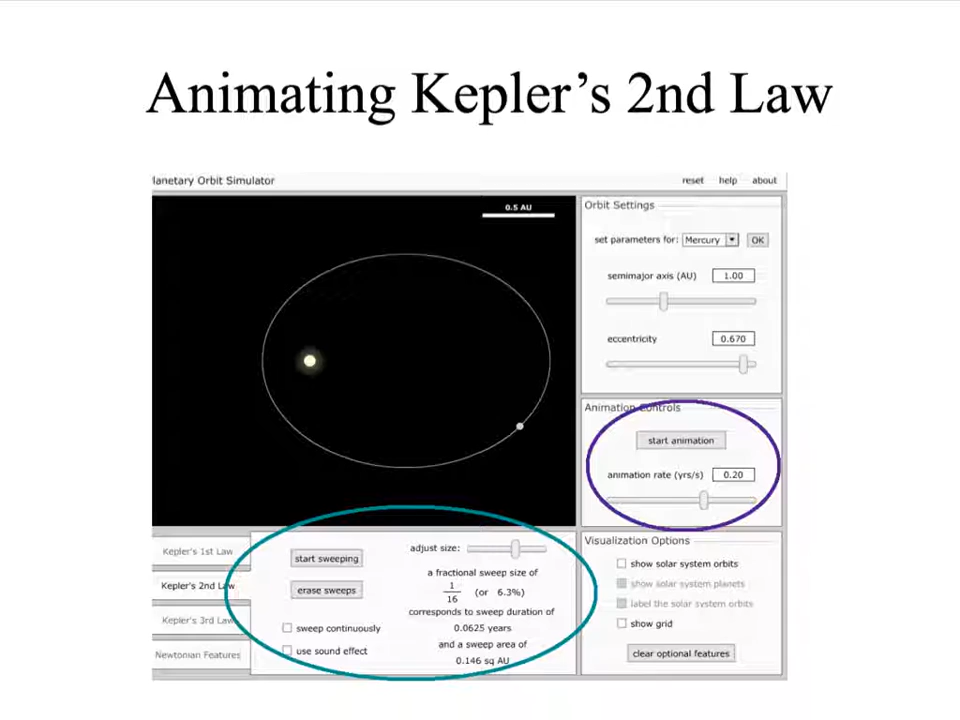 Animating Kepler's 2nd Law
lanetary Orbit Simulator
reset help about
0.5 AU
Orbit Settings
set parameters for: Mercury OK
semimajor axis (AU) 1.00
eccentricity 0.670
Animation Controls
start animation
animation rate (yrs/s) 0.20
Kepler's 1st Law
Kepler's 2nd Law
Kepler's 3rd Law
Newtonian Features
start sweeping
erase sweeps
sweep continuously
use sound effect
adjust size:
a fractional sweep size of
1
16 (or 6.3%)
corresponds to sweep duration of
0.0625 years
and a sweep area of
0.146 sq AU
Visualization Options
show solar system orbits
show solar system planets
label the solar system orbits
show grid
clear optional features